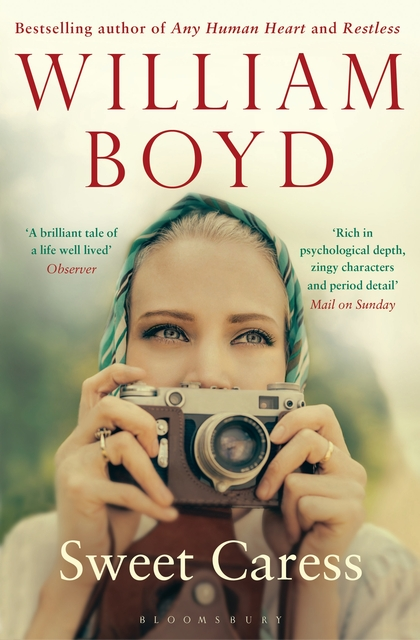 Bestselling author of Any Human Heart and Restless
WILLIAM
BOYD
‘A brilliant tale of
a life well lived’
Observer
‘Rich in
psychological depth,
zingy characters
and period detail’
Mail on Sunday
Sweet Caress
BLOOMSBURY